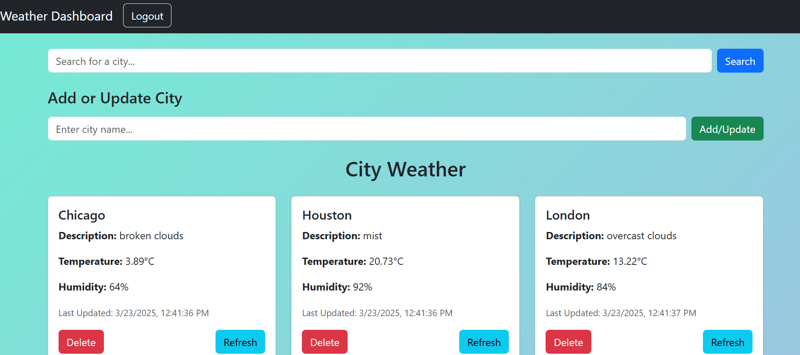 Weather Dashboard Logout
Search for a city... Search
Add or Update City
Enter city name... Add/Update
City Weather
Chicago
Description: broken clouds
Temperature: 3.89°C
Humidity: 64%
Last Updated: 3/23/2025, 12:41:36 PM
Delete Refresh
Houston
Description: mist
Temperature: 20.73°C
Humidity: 92%
Last Updated: 3/23/2025, 12:41:36 PM
Delete Refresh
London
Description: overcast clouds
Temperature: 13.22°C
Humidity: 84%
Last Updated: 3/23/2025, 12:41:37 PM
Delete Refresh